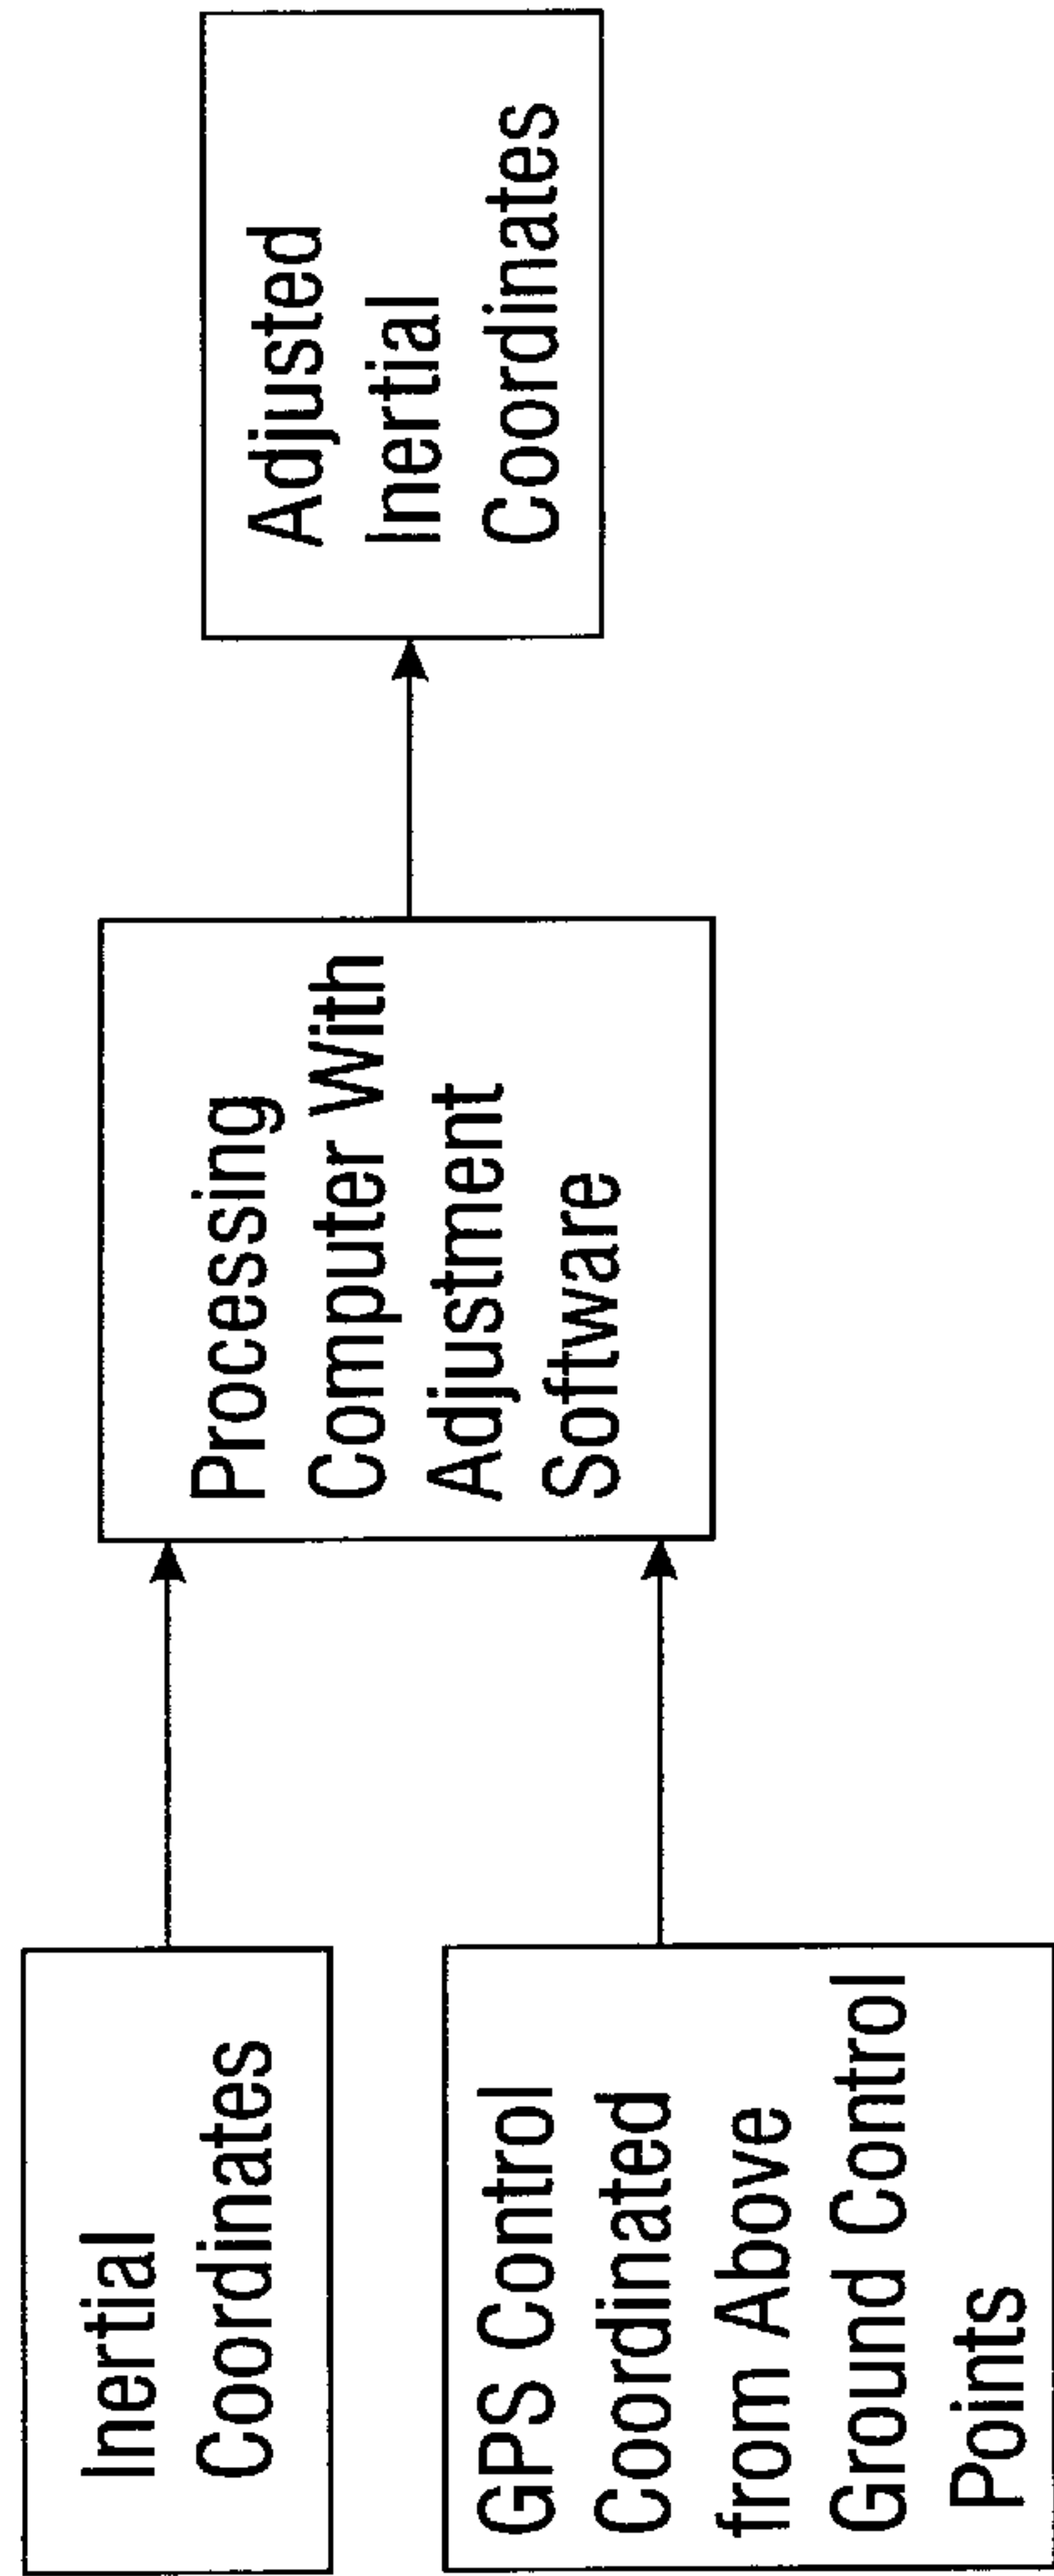 Inertial
Coordinates
GPS Control
Coordinated
from Above
Ground Control
Points
Processing
Computer With
Adjustment
Software
Adjusted
Inertial
Coordinates